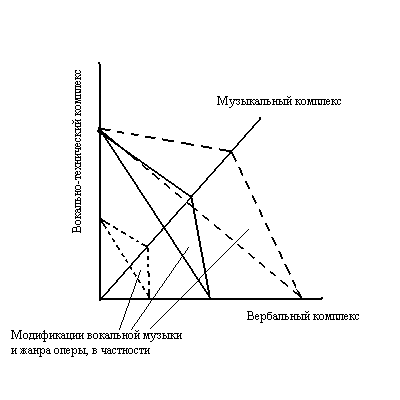 Музыкальный комплекс
Вокально-технический комплекс
Вербальный комплекс
Модификации вокальной музыки
и жанра оперы, в частности